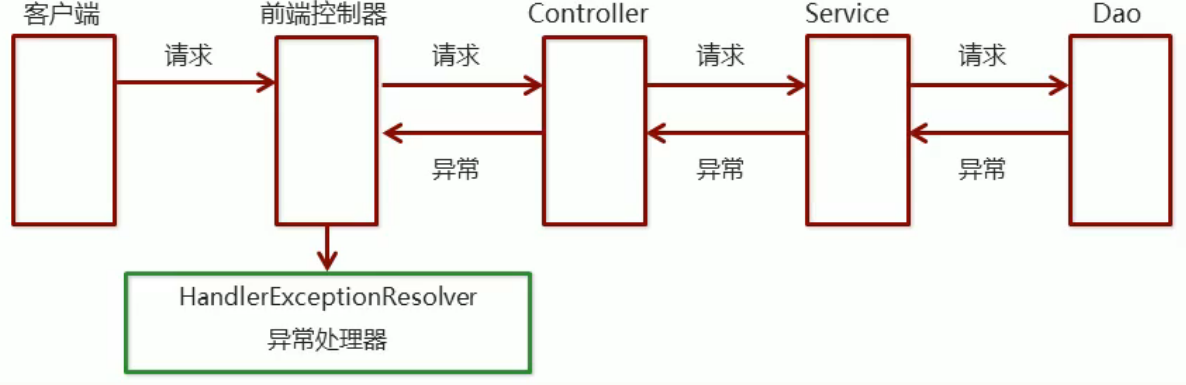 客户端
前端控制器
Controller
Service
Dao
请求
请求
请求
请求
异常
异常
异常
HandlerExceptionResolver
异常处理器